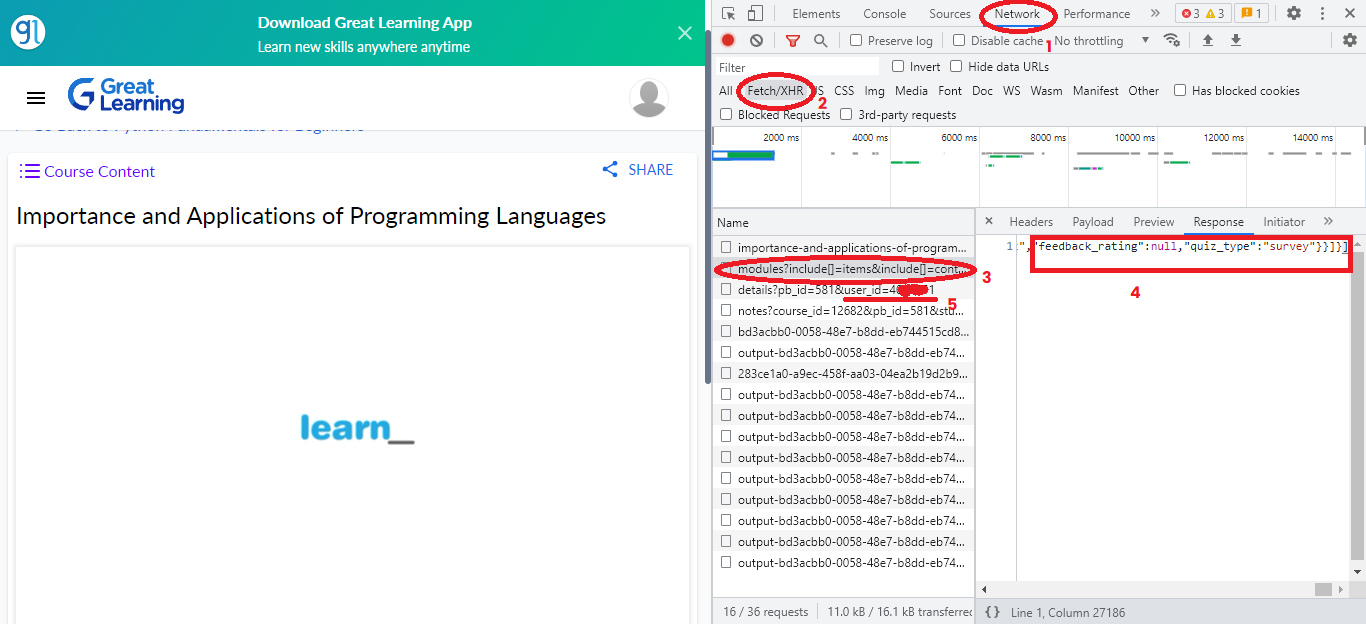 gl
Download Great Learning App
Learn new skills anywhere anytime
Great
Learning
Go Back to Python Fundamentals for Beginners
Course Content
SHARE
Importance and Applications of Programming Languages
learn_
Elements Console Sources Network Performance » 3 3 1
1
Preserve log Disable cache No throttling
Filter Invert Hide data URLs
All Fetch/XHR JS CSS Img Media Font Doc WS Wasm Manifest Other Has blocked cookies
2
Blocked Requests 3rd-party requests
2000 ms 4000 ms 6000 ms 8000 ms 10000 ms 12000 ms 14000 ms
Name
importance-and-applications-of-program...
modules?include[]=items&include[]=cont...
3
details?pb_id=581&user_id=40
5
notes?course_id=12682&pb_id=581&stu...
bd3acbb0-0058-48e7-b8dd-eb744515cd8...
output-bd3acbb0-0058-48e7-b8dd-eb74...
283ce1a0-a9ec-458f-aa03-04ea2b19d2b9...
output-bd3acbb0-0058-48e7-b8dd-eb74...
output-bd3acbb0-0058-48e7-b8dd-eb74...
output-bd3acbb0-0058-48e7-b8dd-eb74...
output-bd3acbb0-0058-48e7-b8dd-eb74...
output-bd3acbb0-0058-48e7-b8dd-eb74...
output-bd3acbb0-0058-48e7-b8dd-eb74...
output-bd3acbb0-0058-48e7-b8dd-eb74...
output-bd3acbb0-0058-48e7-b8dd-eb74...
output-bd3acbb0-0058-48e7-b8dd-eb74...
16 / 36 requests 11.0 kB / 16.1 kB transferred
× Headers Payload Preview Response Initiator »
1 ","feedback_rating":null,"quiz_type":"survey"}}]}]
4
{} Line 1, Column 27186